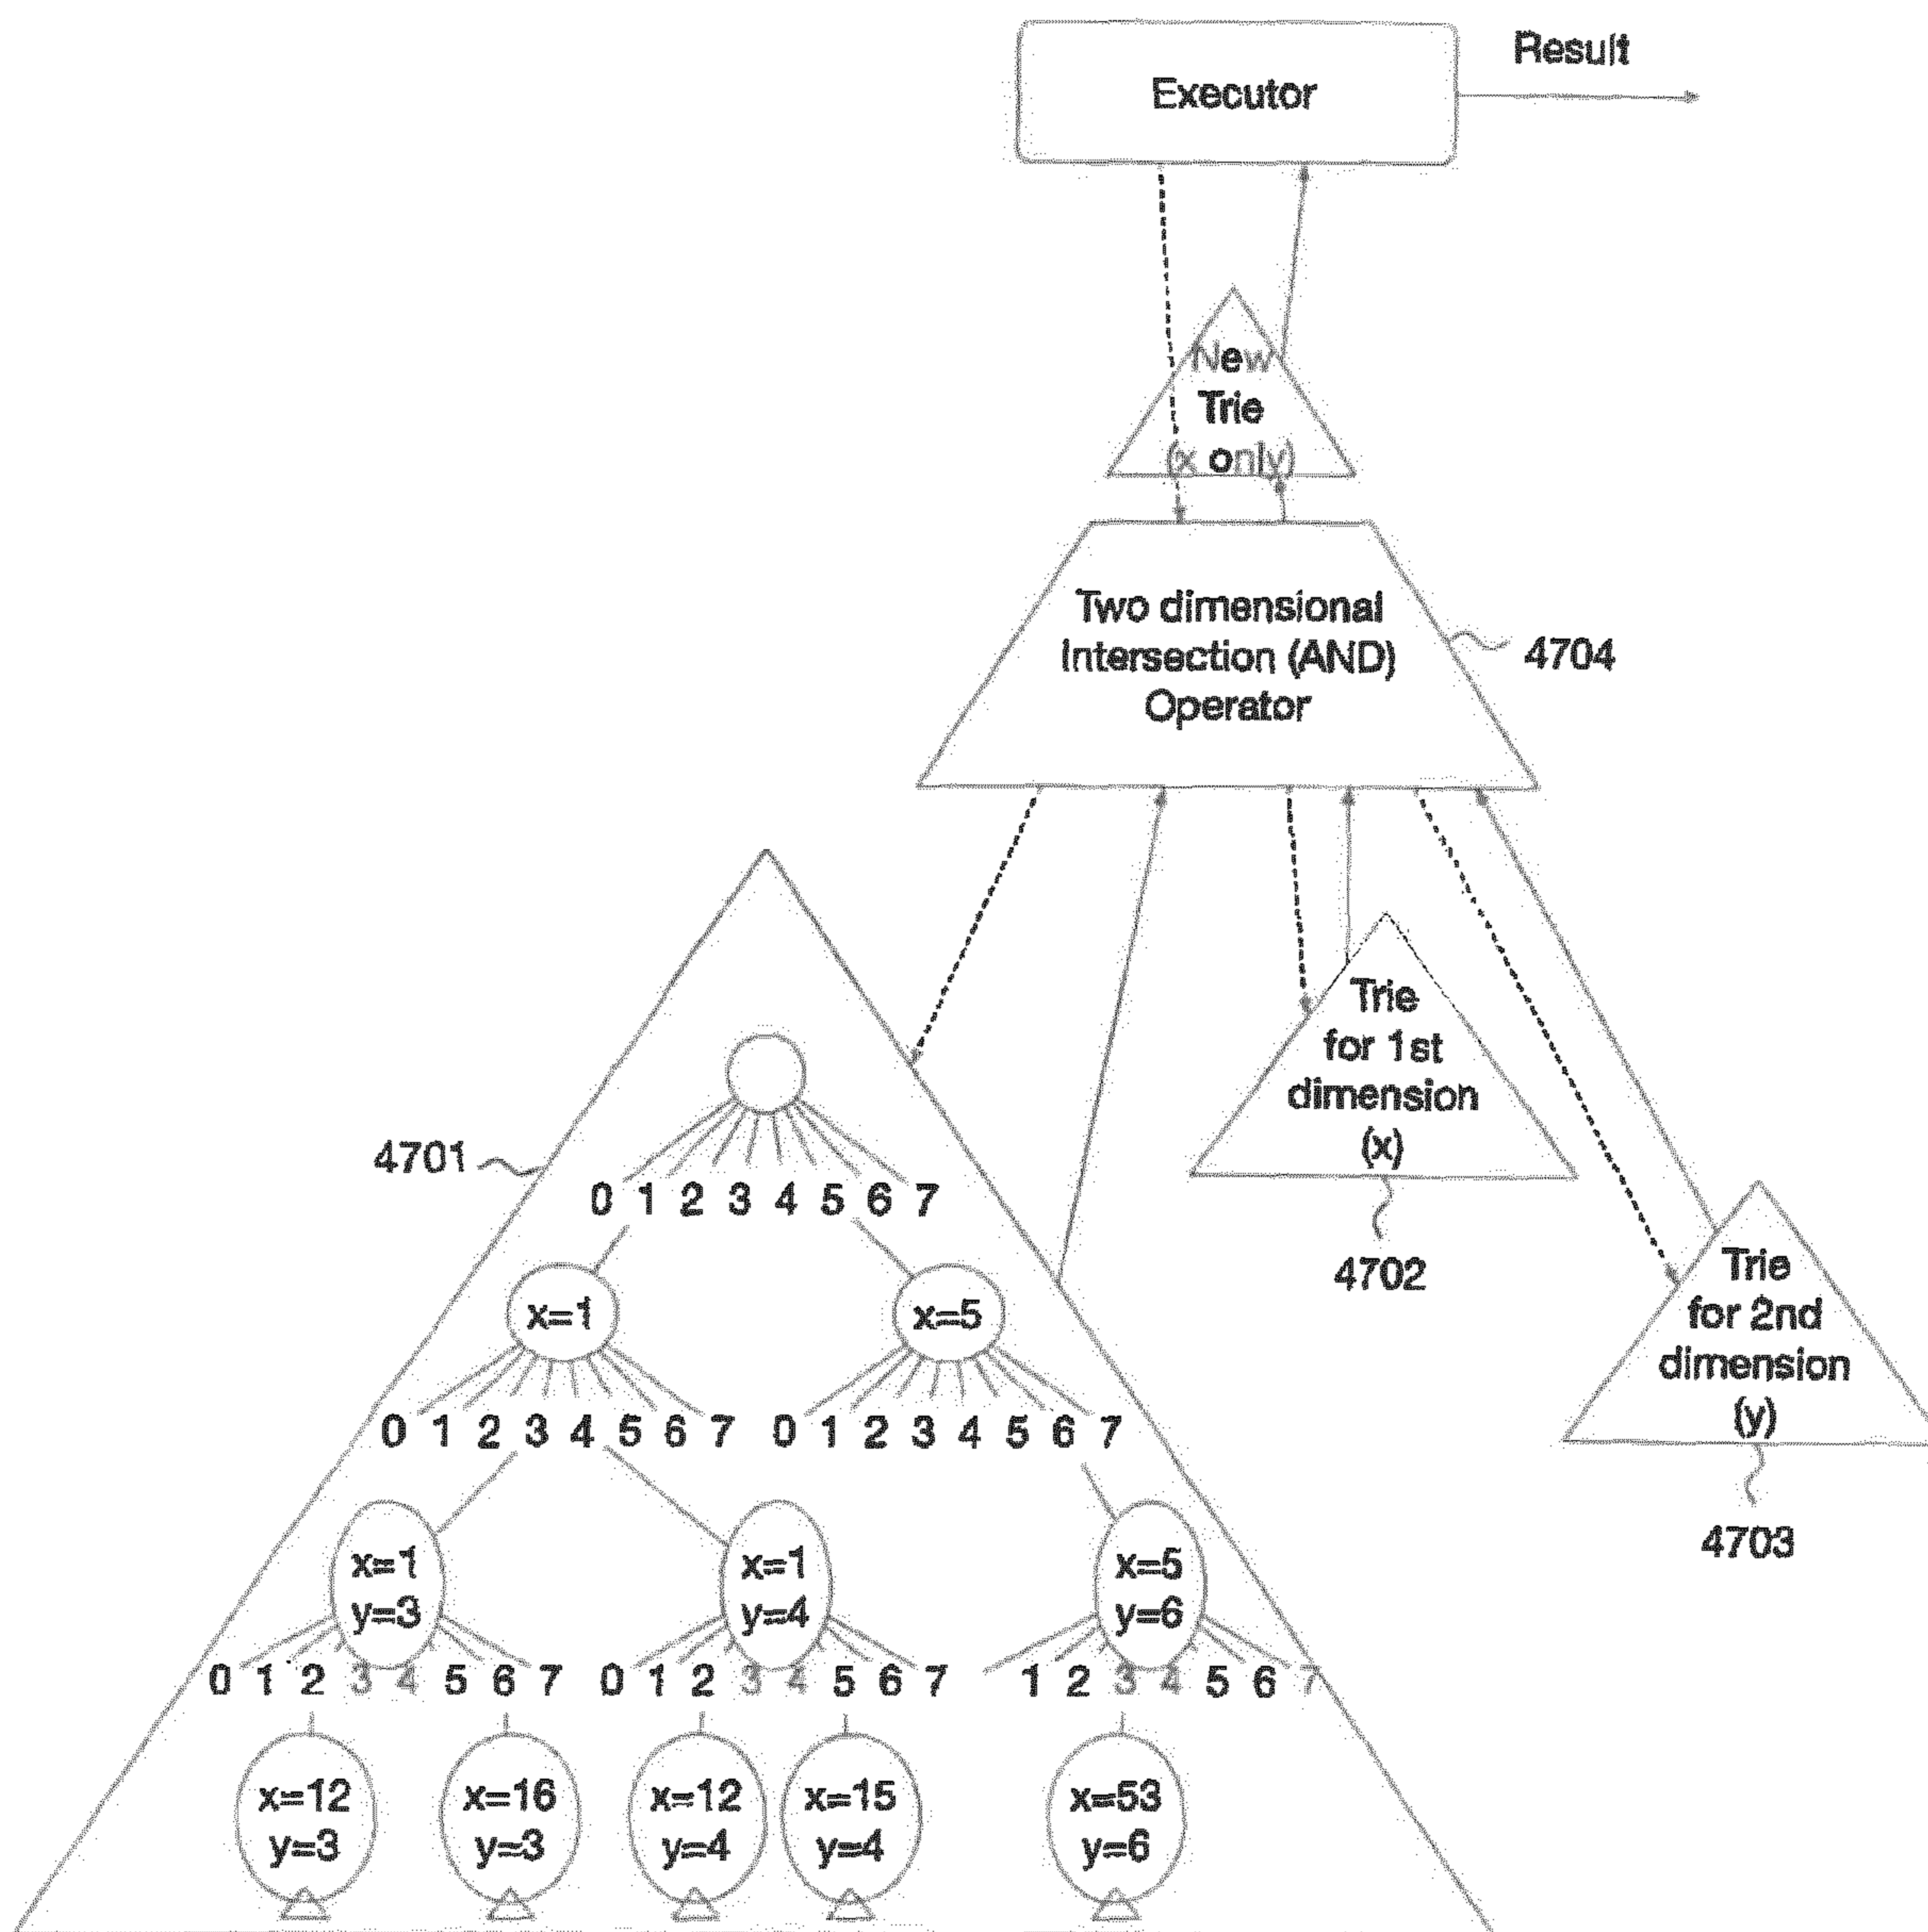 Result
Executor
New
Trie
(x only)
Two dimensional
Intersection (AND)
Operator
4704
Trie
for 1st
dimension
(x)
4702
4701
0 1 2 3 4 5 6 7
Trie
for 2nd
dimension
(y)
4703
x=1
x=5
0 1 2 3 4 5 6 7
0 1 2 3 4 5 6 7
x=1
y=3
x=1
y=4
x=5
y=6
0 1 2 3 4 5 6 7
0 1 2 3 4 5 6 7
1 2 3 4 5 6 7
x=12
y=3
x=16
y=3
x=12
y=4
x=15
y=4
x=53
y=6